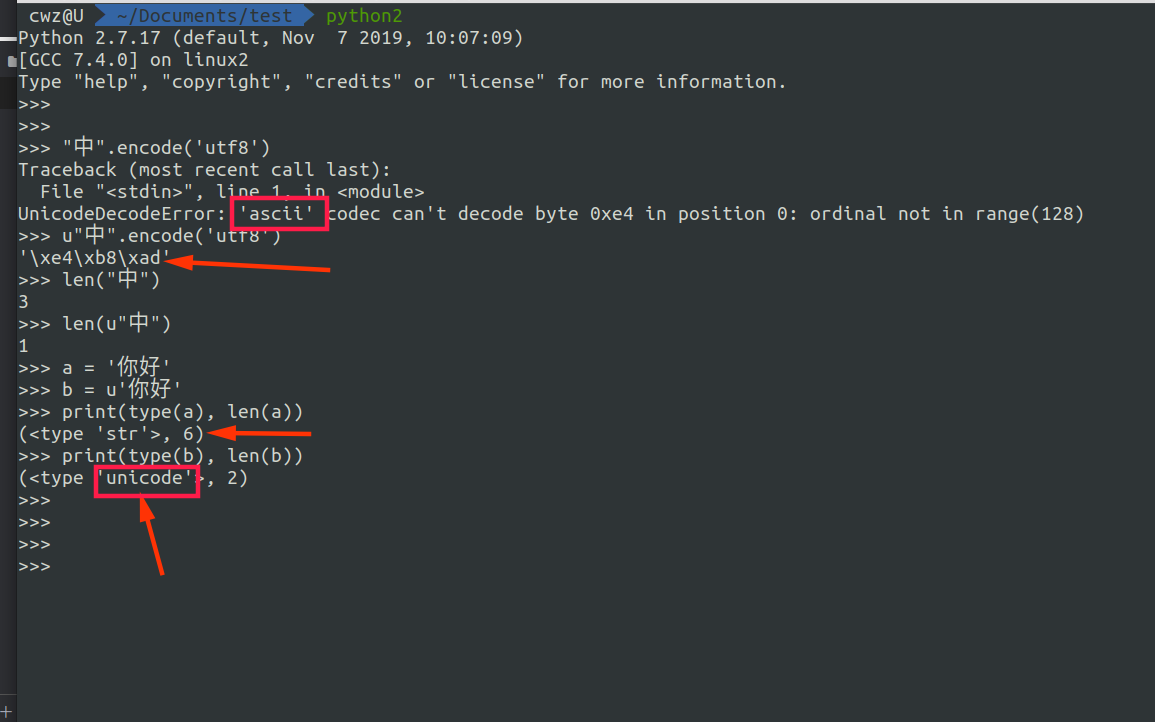 cwz@U ~/Documents/test python2
Python 2.7.17 (default, Nov  7 2019, 10:07:09)
[GCC 7.4.0] on linux2
Type "help", "copyright", "credits" or "license" for more information.
>>>
>>>
>>> "中".encode('utf8')
Traceback (most recent call last):
  File "<stdin>", line 1, in <module>
UnicodeDecodeError: 'ascii' codec can't decode byte 0xe4 in position 0: ordinal not in range(128)
>>> u"中".encode('utf8')
'\xe4\xb8\xad'
>>> len("中")
3
>>> len(u"中")
1
>>> a = '你好'
>>> b = u'你好'
>>> print(type(a), len(a))
(<type 'str'>, 6)
>>> print(type(b), len(b))
(<type 'unicode'>, 2)
>>>
>>>
>>>
>>>